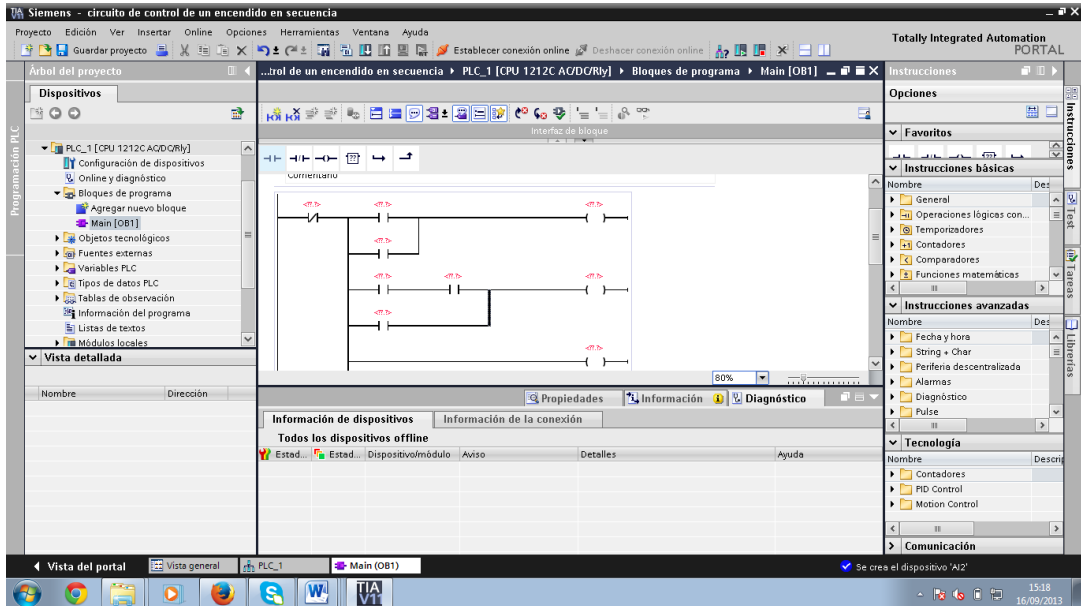 Siemens - circuito de control de un encendido en secuencia
Proyecto Edición Ver Insertar Online Opciones Herramientas Ventana Ayuda
Guardar proyecto
Establecer conexión online
Deshacer conexión online
Totally Integrated Automation
PORTAL
Árbol del proyecto
...trol de un encendido en secuencia PLC_1 [CPU 1212C AC/DC/Rly] Bloques de programa Main [OB1]
Instrucciones
Dispositivos
Opciones
Programación PLC
PLC_1 [CPU 1212C AC/DC/Rly]
Configuración de dispositivos
Online y diagnóstico
Bloques de programa
Agregar nuevo bloque
Main [OB1]
Objetos tecnológicos
Fuentes externas
Variables PLC
Tipos de datos PLC
Tablas de observación
Información del programa
Listas de textos
Módulos locales
Vista detallada
Nombre Dirección
Interfaz de bloque
Comentario
<??.?> <??.?> <??.?>
<??.?>
<??.?> <??.?> <??.?>
<??.?>
<??.?>
80%
Propiedades Información Diagnóstico
Información de dispositivos Información de la conexión
Todos los dispositivos offline
Estad... Estad... Dispositivo/módulo Aviso Detalles Ayuda
Favoritos
Instrucciones básicas
Nombre Des
General
Operaciones lógicas con...
Temporizadores
Contadores
Comparadores
Funciones matemáticas
Instrucciones avanzadas
Nombre Des
Fecha y hora
String + Char
Periferia descentralizada
Alarmas
Diagnóstico
Pulse
Tecnología
Nombre Descrip
Contadores
PID Control
Motion Control
Comunicación
Instrucciones
Test
Tareas
Librerías
Vista del portal Vista general PLC_1 Main (OB1)
Se crea el dispositivo 'AI2'
TIA
V11
15:18
16/09/2013